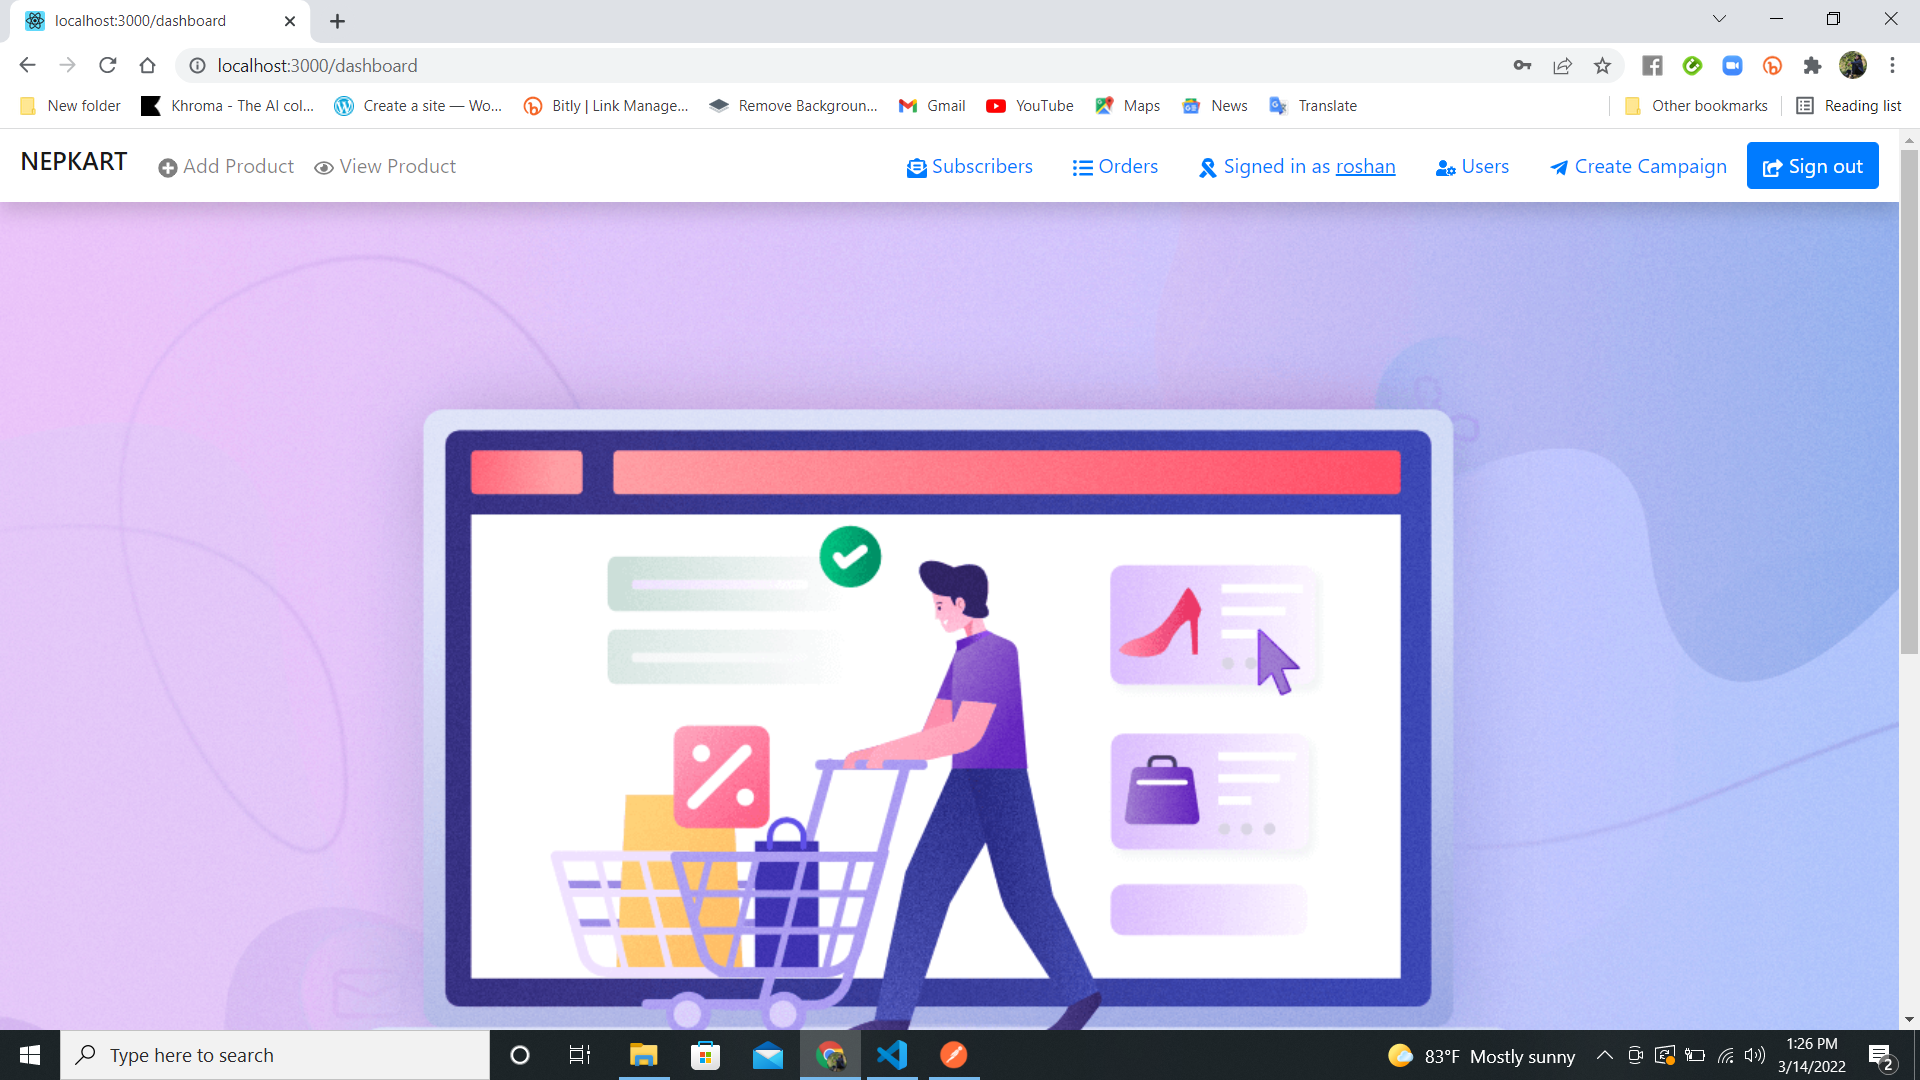 localhost:3000/dashboard
localhost:3000/dashboard
New folder Khroma - The AI col... Create a site — Wo... Bitly | Link Manage... Remove Backgroun... Gmail YouTube Maps News Translate Other bookmarks Reading list
NEPKART Add Product View Product Subscribers Orders Signed in as roshan Users Create Campaign Sign out
Type here to search 83°F Mostly sunny 1:26 PM
3/14/2022 2